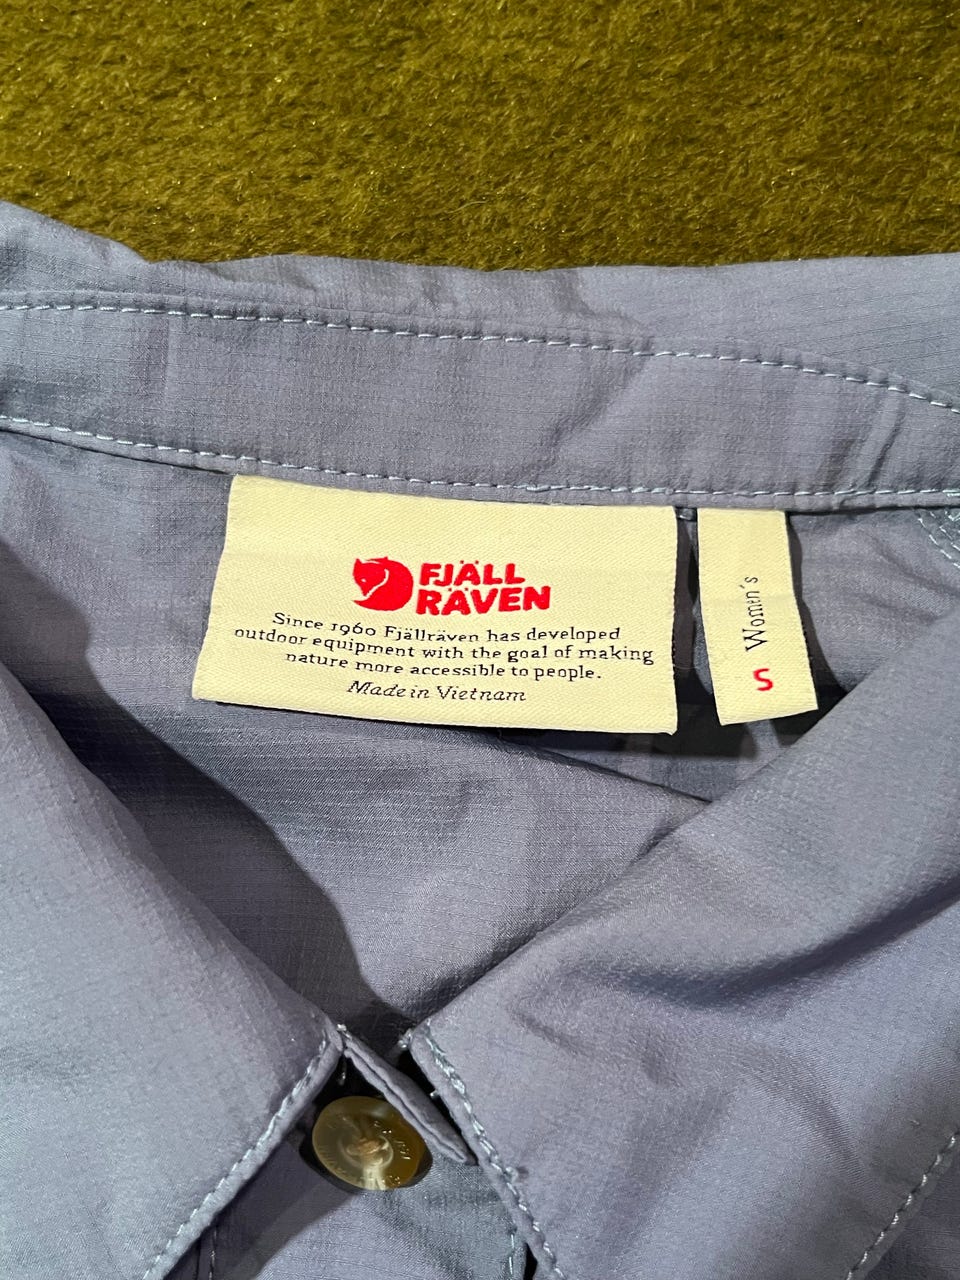 FJÄLL
RÄVEN
Since 1960 Fjällräven has developed
outdoor equipment with the goal of making
nature more accessible to people.
Made in Vietnam
Women's
S